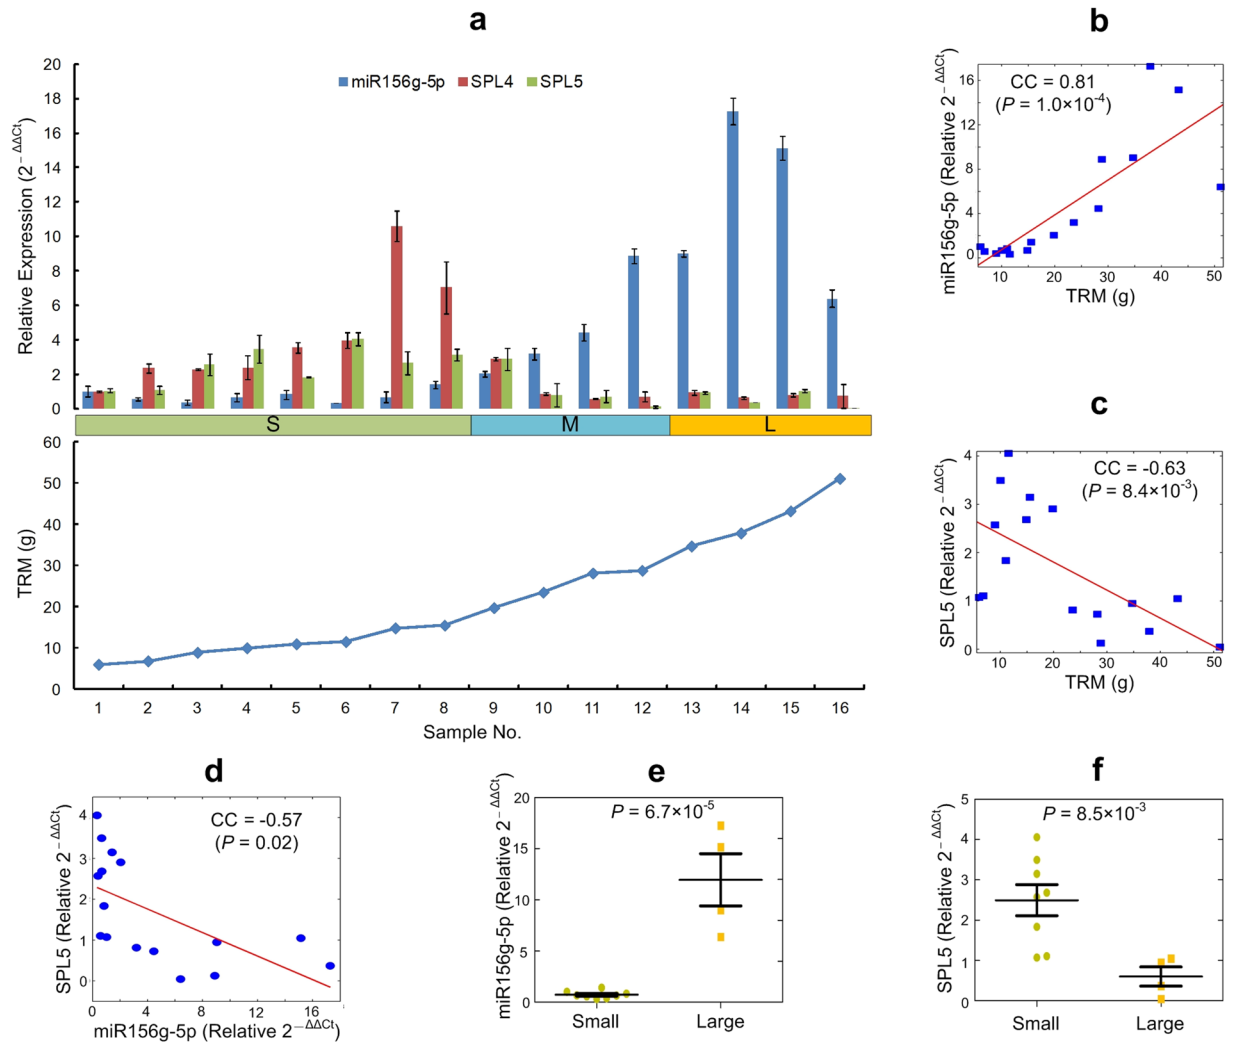 a
20
18
16
14
12
10
8
6
4
2
0
Relative Expression (2^−ΔΔCt)
miR156g-5p SPL4 SPL5
S M L
60
50
40
30
20
10
0
TRM (g)
1 2 3 4 5 6 7 8 9 10 11 12 13 14 15 16
Sample No.
b
miR156g-5p (Relative 2^−ΔΔCt)
16
12
8
4
0
CC = 0.81
(P = 1.0×10^-4)
10 20 30 40 50
TRM (g)
c
SPL5 (Relative 2^−ΔΔCt)
4
3
2
1
0
CC = -0.63
(P = 8.4×10^-3)
10 20 30 40 50
TRM (g)
d
SPL5 (Relative 2^−ΔΔCt)
4
3
2
1
0
CC = -0.57
(P = 0.02)
0 4 8 12 16
miR156g-5p (Relative 2^−ΔΔCt)
e
miR156g-5p (Relative 2^−ΔΔCt)
20
15
10
5
0
P = 6.7×10^-5
Small Large
f
SPL5 (Relative 2^−ΔΔCt)
5
4
3
2
1
0
P = 8.5×10^-3
Small Large